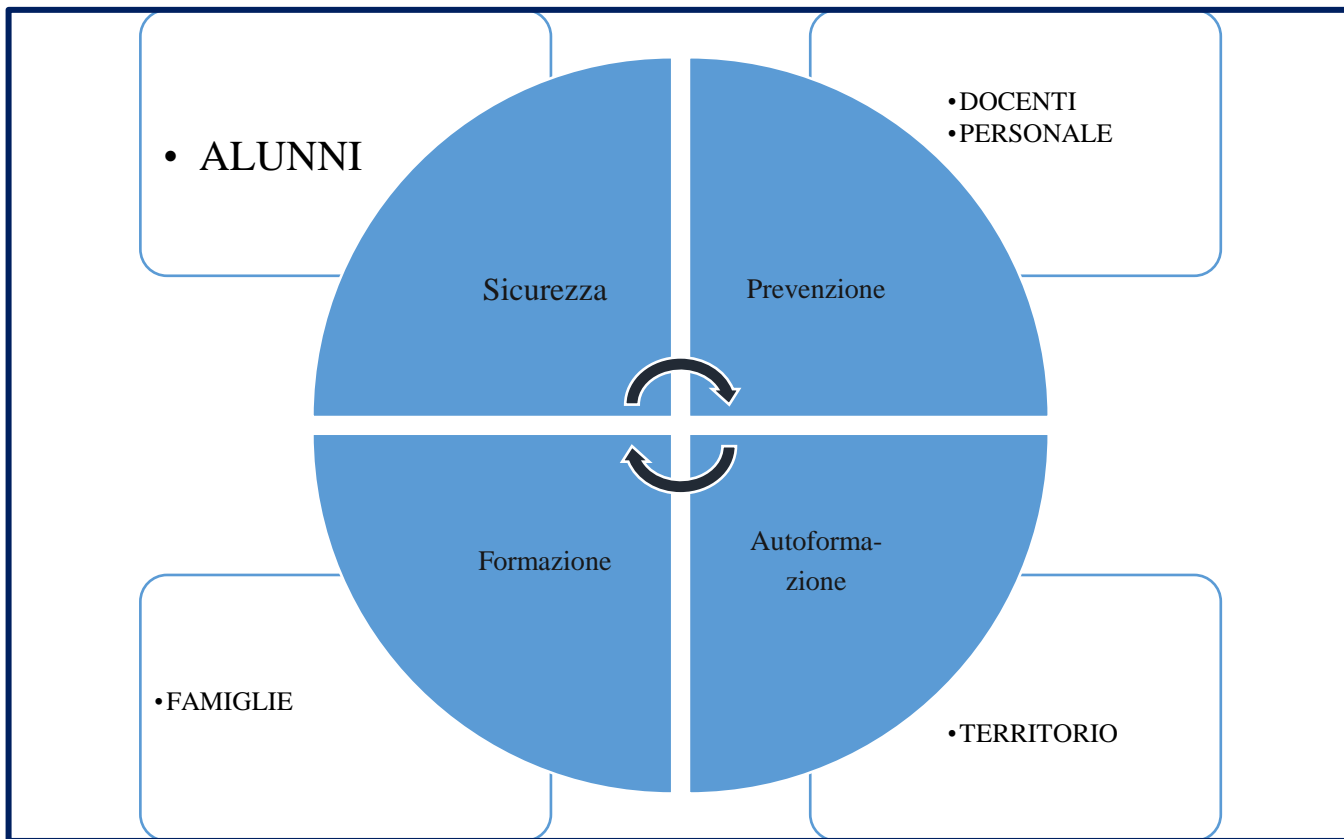 • ALUNNI
•DOCENTI
•PERSONALE
Sicurezza
Prevenzione
Formazione
Autoforma-
zione
•FAMIGLIE
•TERRITORIO